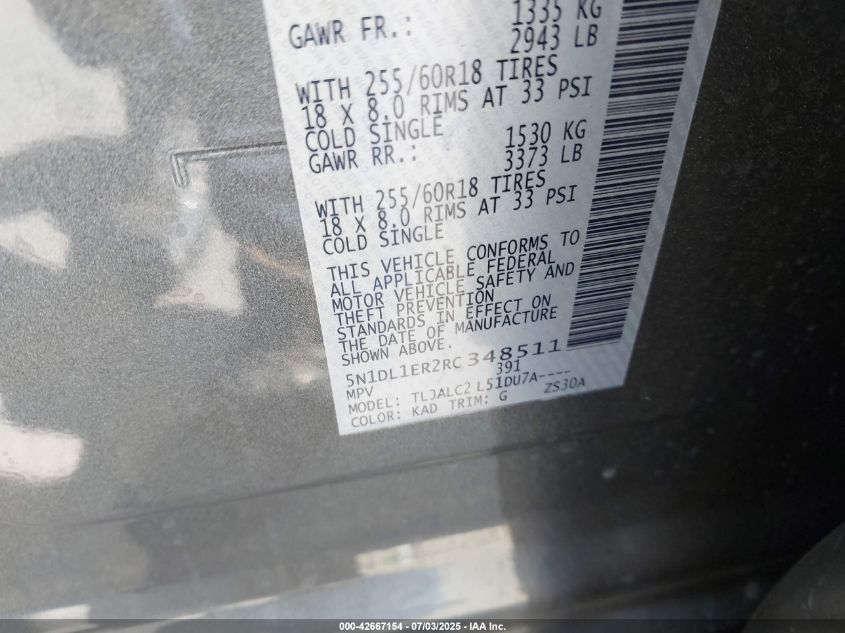 1335 KG
GAWR FR.: 2943 LB
WITH 255/60R18 TIRES
18 X 8.0 RIMS AT 33 PSI
COLD SINGLE
1530 KG
GAWR RR.: 3373 LB
WITH 255/60R18 TIRES
18 X 8.0 RIMS AT 33 PSI
COLD SINGLE
THIS VEHICLE CONFORMS TO
ALL APPLICABLE FEDERAL
MOTOR VEHICLE SAFETY AND
THEFT PREVENTION
STANDARDS IN EFFECT ON
THE DATE OF MANUFACTURE
SHOWN ABOVE.
5N1DL1ER2RC348511
MPV 391
MODEL: TLJALC2 L51DU7A----
COLOR: KAD TRIM: G ZS30A
000-42667154 - 07/03/2025 - IAA Inc.